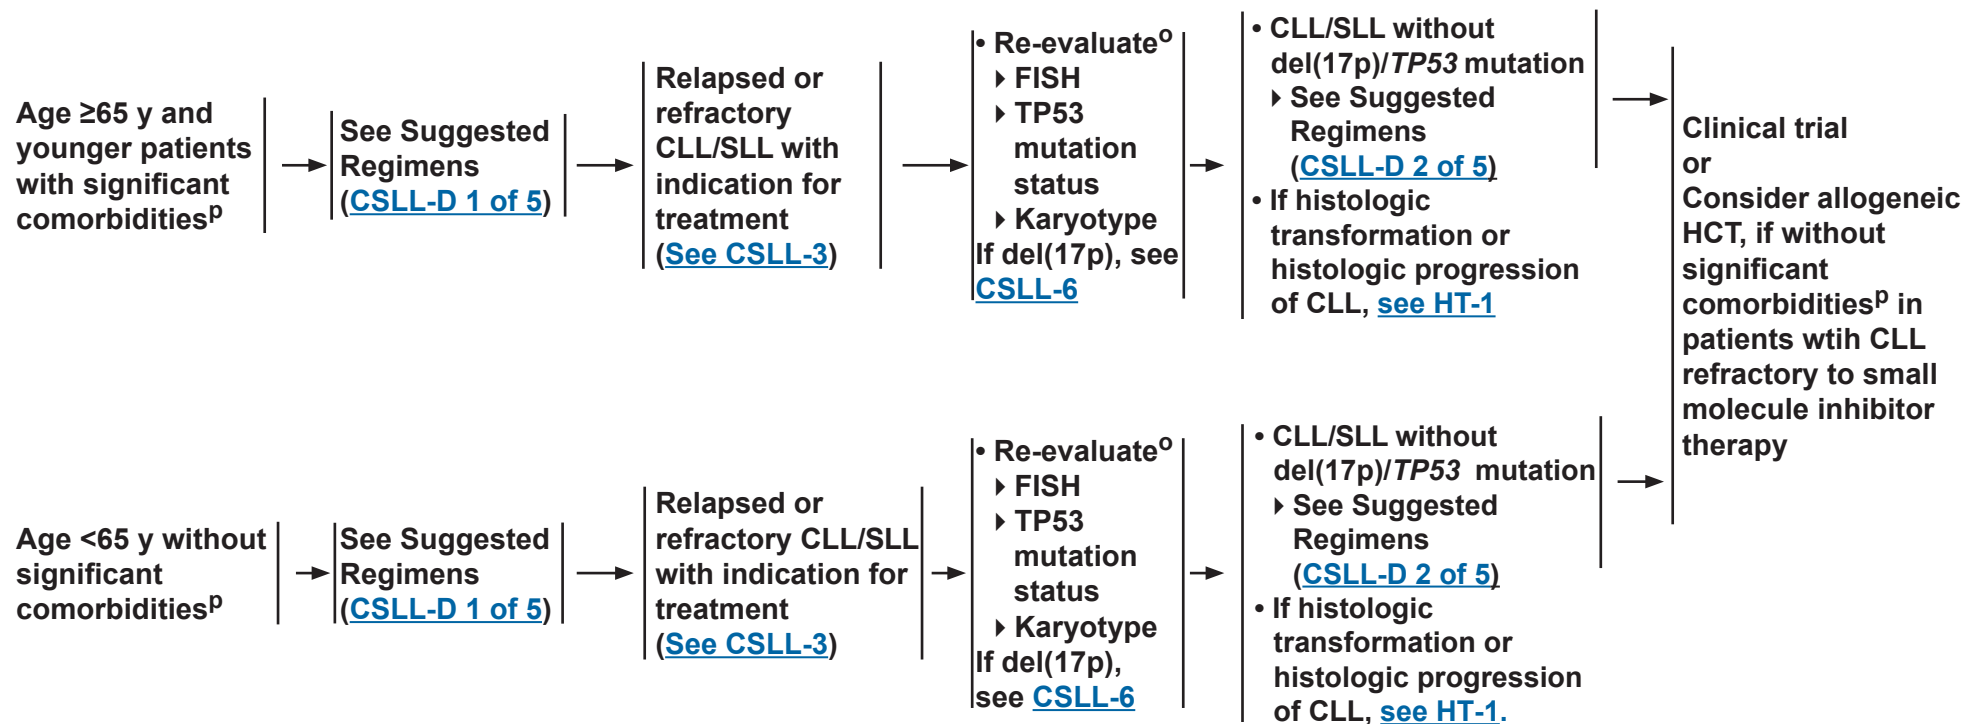 Age ≥65 y and
younger patients
with significant
comorbiditiesᵖ
See Suggested
Regimens
(CSLL-D 1 of 5)
Relapsed or
refractory
CLL/SLL with
indication for
treatment
(See CSLL-3)
• Re-evaluateᵒ
▸ FISH
▸ TP53
mutation
status
▸ Karyotype
If del(17p), see
CSLL-6
• CLL/SLL without
del(17p)/TP53 mutation
▸ See Suggested
Regimens
(CSLL-D 2 of 5)
• If histologic
transformation or
histologic progression
of CLL, see HT-1
Clinical trial
or
Consider allogeneic
HCT, if without
significant
comorbiditiesᵖ in
patients wtih CLL
refractory to small
molecule inhibitor
therapy
Age <65 y without
significant
comorbiditiesᵖ
See Suggested
Regimens
(CSLL-D 1 of 5)
Relapsed or
refractory CLL/SLL
with indication for
treatment
(See CSLL-3)
• Re-evaluateᵒ
▸ FISH
▸ TP53
mutation
status
▸ Karyotype
If del(17p),
see CSLL-6
• CLL/SLL without
del(17p)/TP53 mutation
▸ See Suggested
Regimens
(CSLL-D 2 of 5)
• If histologic
transformation or
histologic progression
of CLL, see HT-1.